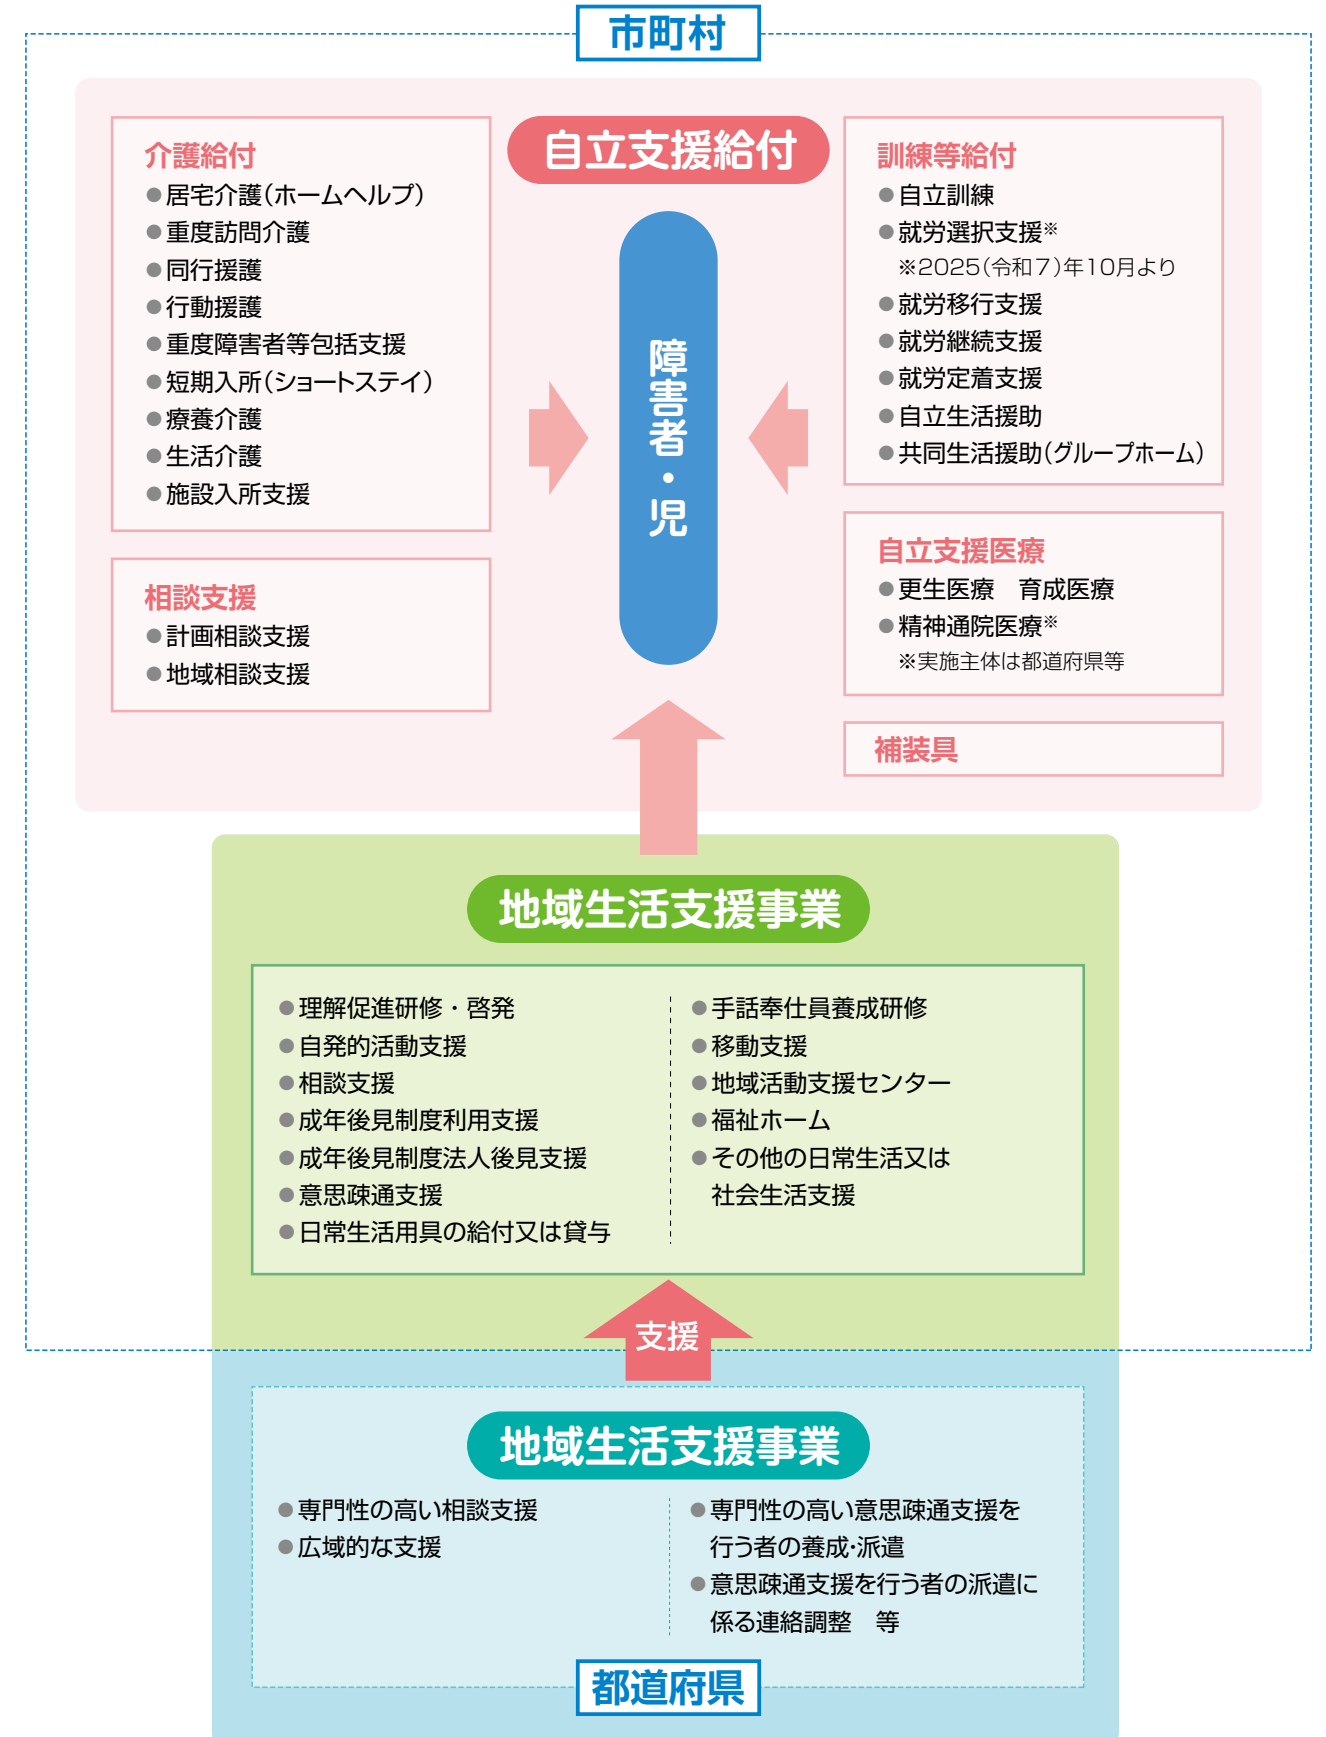 市町村
自立支援給付
介護給付
●居宅介護(ホームヘルプ)
●重度訪問介護
●同行援護
●行動援護
●重度障害者等包括支援
●短期入所(ショートステイ)
●療養介護
●生活介護
●施設入所支援
相談支援
●計画相談支援
●地域相談支援
障害者・児
訓練等給付
●自立訓練
●就労選択支援※
※2025(令和7)年10月より
●就労移行支援
●就労継続支援
●就労定着支援
●自立生活援助
●共同生活援助(グループホーム)
自立支援医療
●更生医療　育成医療
●精神通院医療※
※実施主体は都道府県等
補装具
地域生活支援事業
●理解促進研修・啓発
●自発的活動支援
●相談支援
●成年後見制度利用支援
●成年後見制度法人後見支援
●意思疎通支援
●日常生活用具の給付又は貸与
●手話奉仕員養成研修
●移動支援
●地域活動支援センター
●福祉ホーム
●その他の日常生活又は
社会生活支援
支援
地域生活支援事業
●専門性の高い相談支援
●広域的な支援
●専門性の高い意思疎通支援を
行う者の養成・派遣
●意思疎通支援を行う者の派遣に
係る連絡調整　等
都道府県